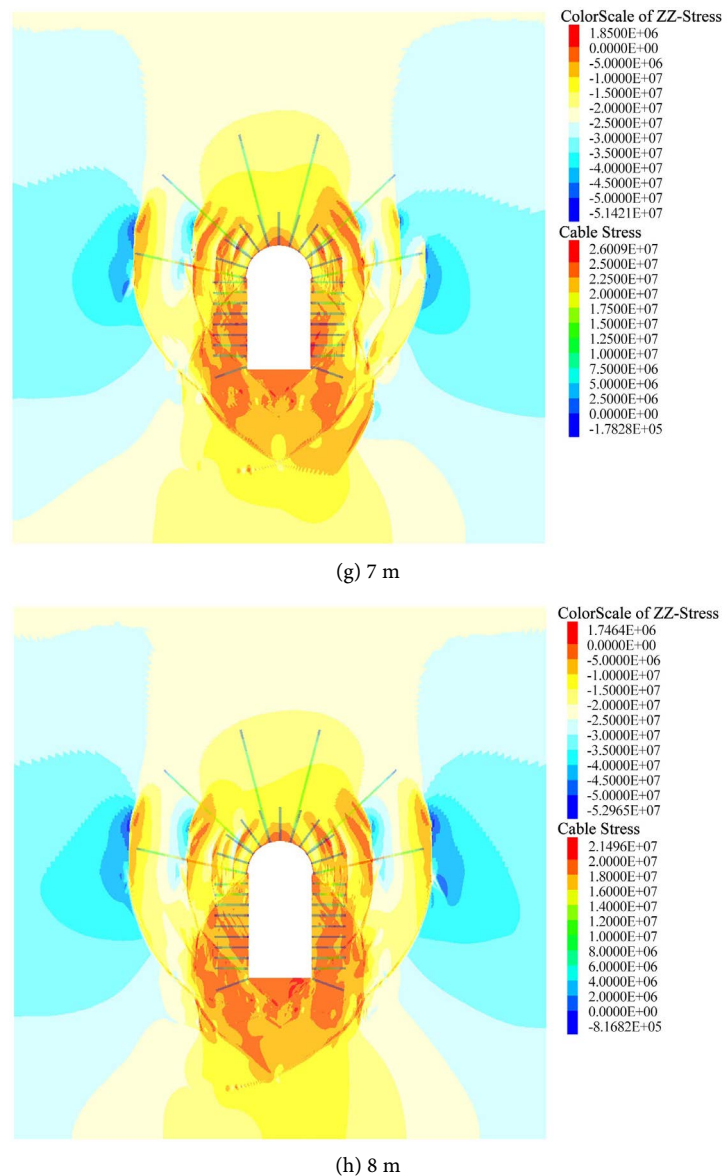 ColorScale of ZZ-Stress
1.8500E+06
0.0000E+00
-5.0000E+06
-1.0000E+07
-1.5000E+07
-2.0000E+07
-2.5000E+07
-3.0000E+07
-3.5000E+07
-4.5000E+07
-5.0000E+07
-5.1421E+07
Cable Stress
2.6009E+07
2.5000E+07
2.2500E+07
2.0000E+07
1.7500E+07
1.5000E+07
1.2500E+07
1.0000E+07
7.5000E+06
5.0000E+06
2.5000E+06
0.0000E+00
-1.7828E+05
(g) 7 m
ColorScale of ZZ-Stress
1.7464E+06
0.0000E+00
-5.0000E+06
-1.0000E+07
-1.5000E+07
-2.0000E+07
-2.5000E+07
-3.0000E+07
-3.5000E+07
-4.0000E+07
-4.5000E+07
-5.0000E+07
-5.2965E+07
Cable Stress
2.1496E+07
2.0000E+07
1.8000E+07
1.6000E+07
1.4000E+07
1.2000E+07
1.0000E+07
8.0000E+06
6.0000E+06
4.0000E+06
2.0000E+06
0.0000E+00
-8.1682E+05
(h) 8 m